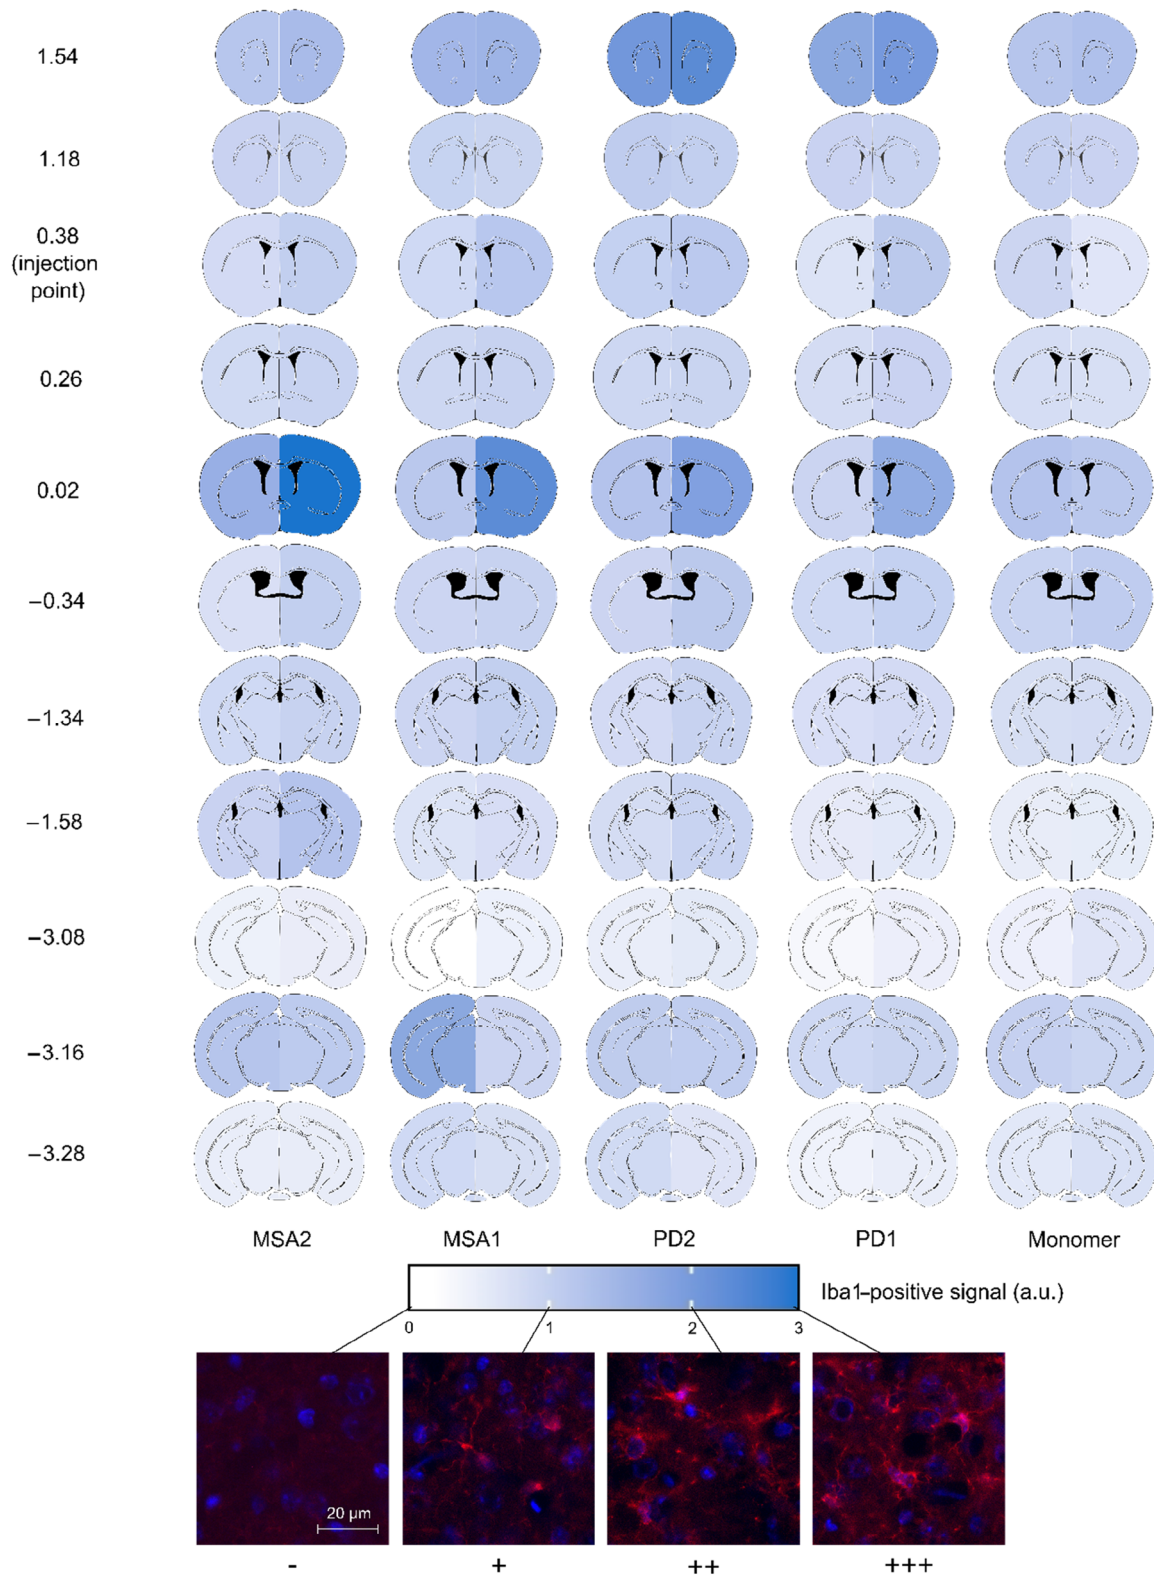 1.54
1.18
0.38
(injection
point)
0.26
0.02
−0.34
−1.34
−1.58
−3.08
−3.16
−3.28
MSA2 MSA1 PD2 PD1 Monomer
Iba1–positive signal (a.u.)
0 1 2 3
20 µm
- + ++ +++